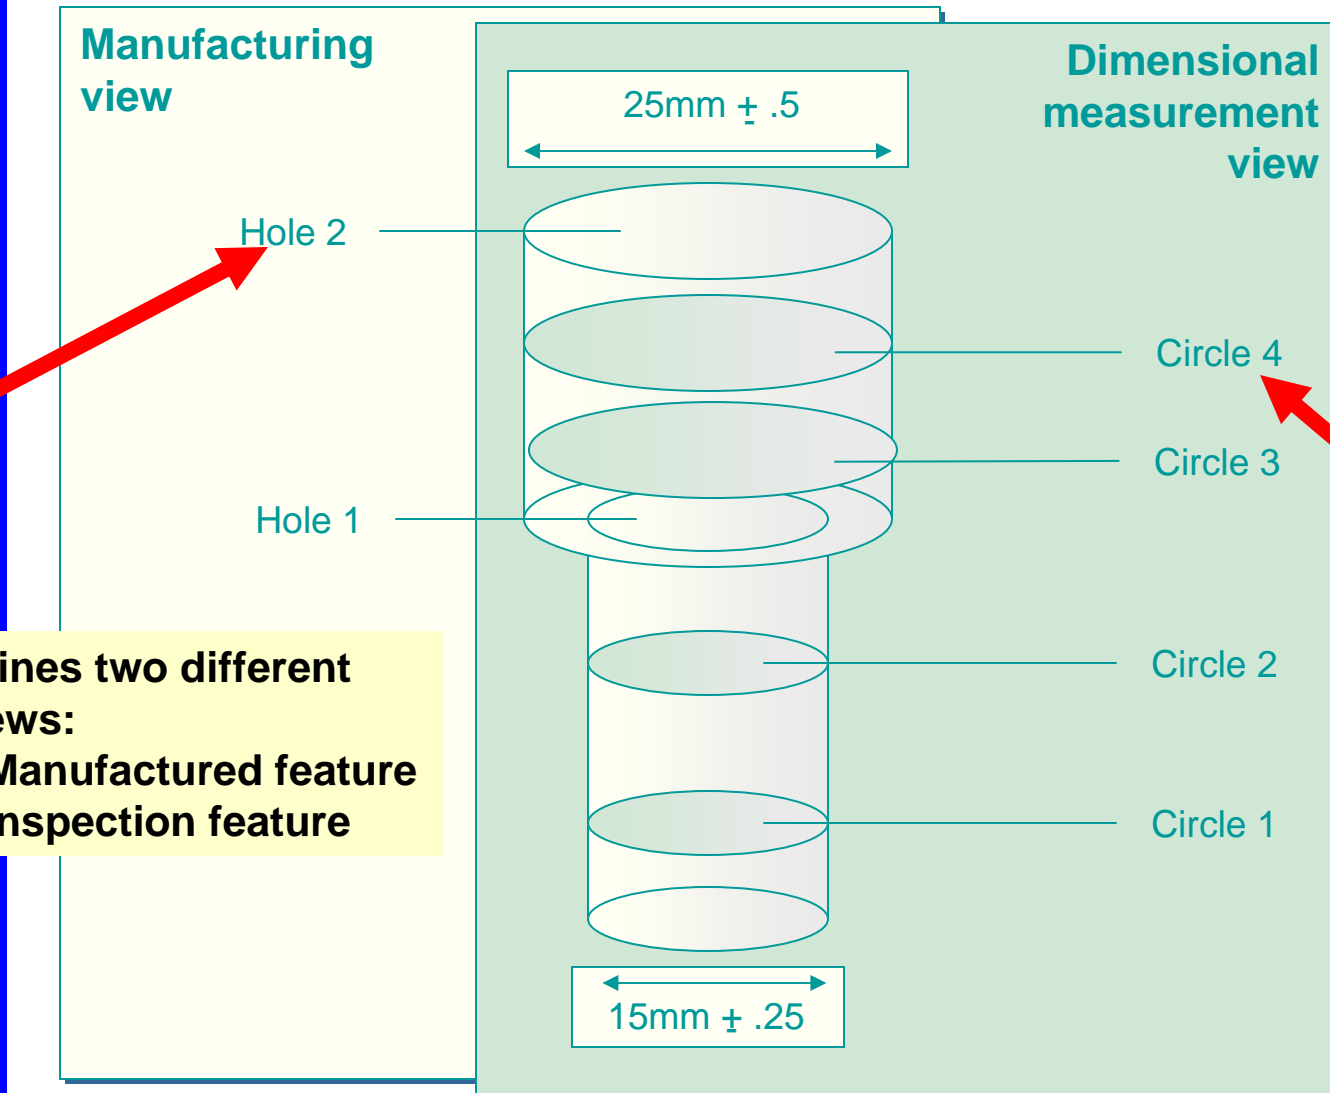 Manufacturing
view
Dimensional
measurement
view
25mm ± .5
Hole 2
Circle 4
Circle 3
Hole 1
ines two different
ews:
Manufactured feature
nspection feature
Circle 2
Circle 1
15mm ± .25